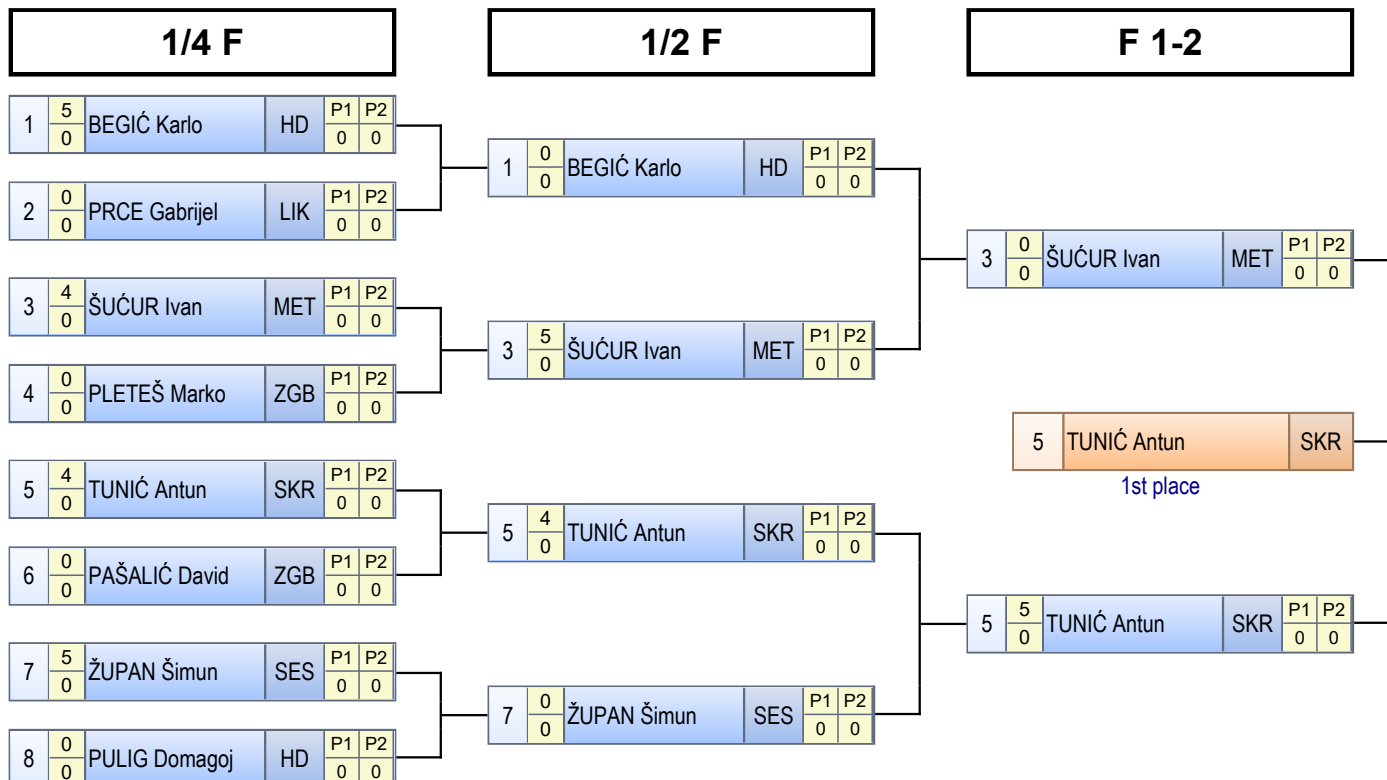 1/4 F 1/2 F F 1-2
1 5 0 BEGIĆ Karlo HD P1 P2 0 0
2 0 0 PRCE Gabrijel LIK P1 P2 0 0
3 4 0 ŠUĆUR Ivan MET P1 P2 0 0
4 0 0 PLETEŠ Marko ZGB P1 P2 0 0
5 4 0 TUNIĆ Antun SKR P1 P2 0 0
6 0 0 PAŠALIĆ David ZGB P1 P2 0 0
7 5 0 ŽUPAN Šimun SES P1 P2 0 0
8 0 0 PULIG Domagoj HD P1 P2 0 0
1 0 0 BEGIĆ Karlo HD P1 P2 0 0
3 5 0 ŠUĆUR Ivan MET P1 P2 0 0
5 4 0 TUNIĆ Antun SKR P1 P2 0 0
7 0 0 ŽUPAN Šimun SES P1 P2 0 0
3 0 0 ŠUĆUR Ivan MET P1 P2 0 0
5 TUNIĆ Antun SKR
1st place
5 5 0 TUNIĆ Antun SKR P1 P2 0 0